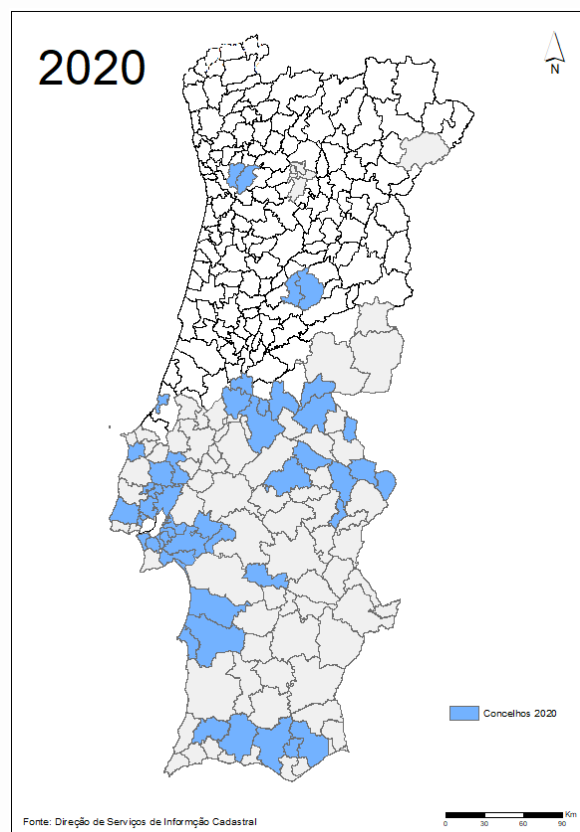 2020
N
Concelhos 2020
Fonte: Direção de Serviços de Informção Cadastral
Km
0 30 60 90